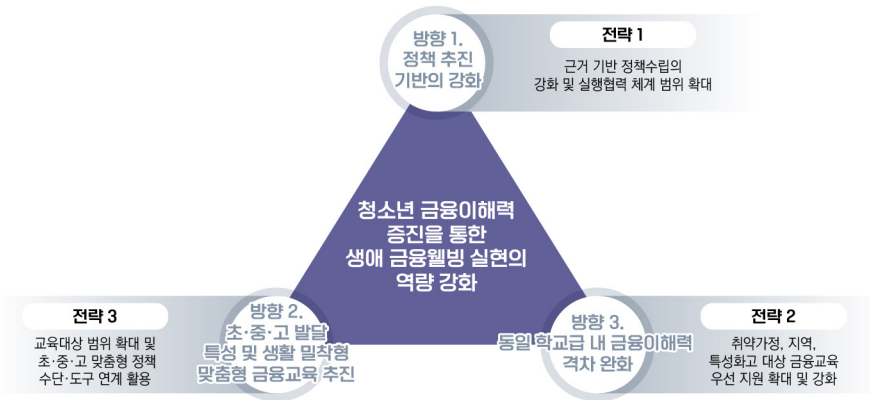 방향 1.
정책 추진
기반의 강화
전략 1
근거 기반 정책수립의
강화 및 실행협력 체계 범위 확대
청소년 금융이해력
증진을 통한
생애 금융웰빙 실현의
역량 강화
전략 3
교육대상 범위 확대 및
초·중·고 맞춤형 정책
수단·도구 연계 활용
방향 2.
초·중·고 발달
특성 및 생활 밀착형
맞춤형 금융교육 추진
방향 3.
동일 학교급 내 금융이해력
격차 완화
전략 2
취약가정, 지역,
특성화고 대상 금융교육
우선 지원 확대 및 강화